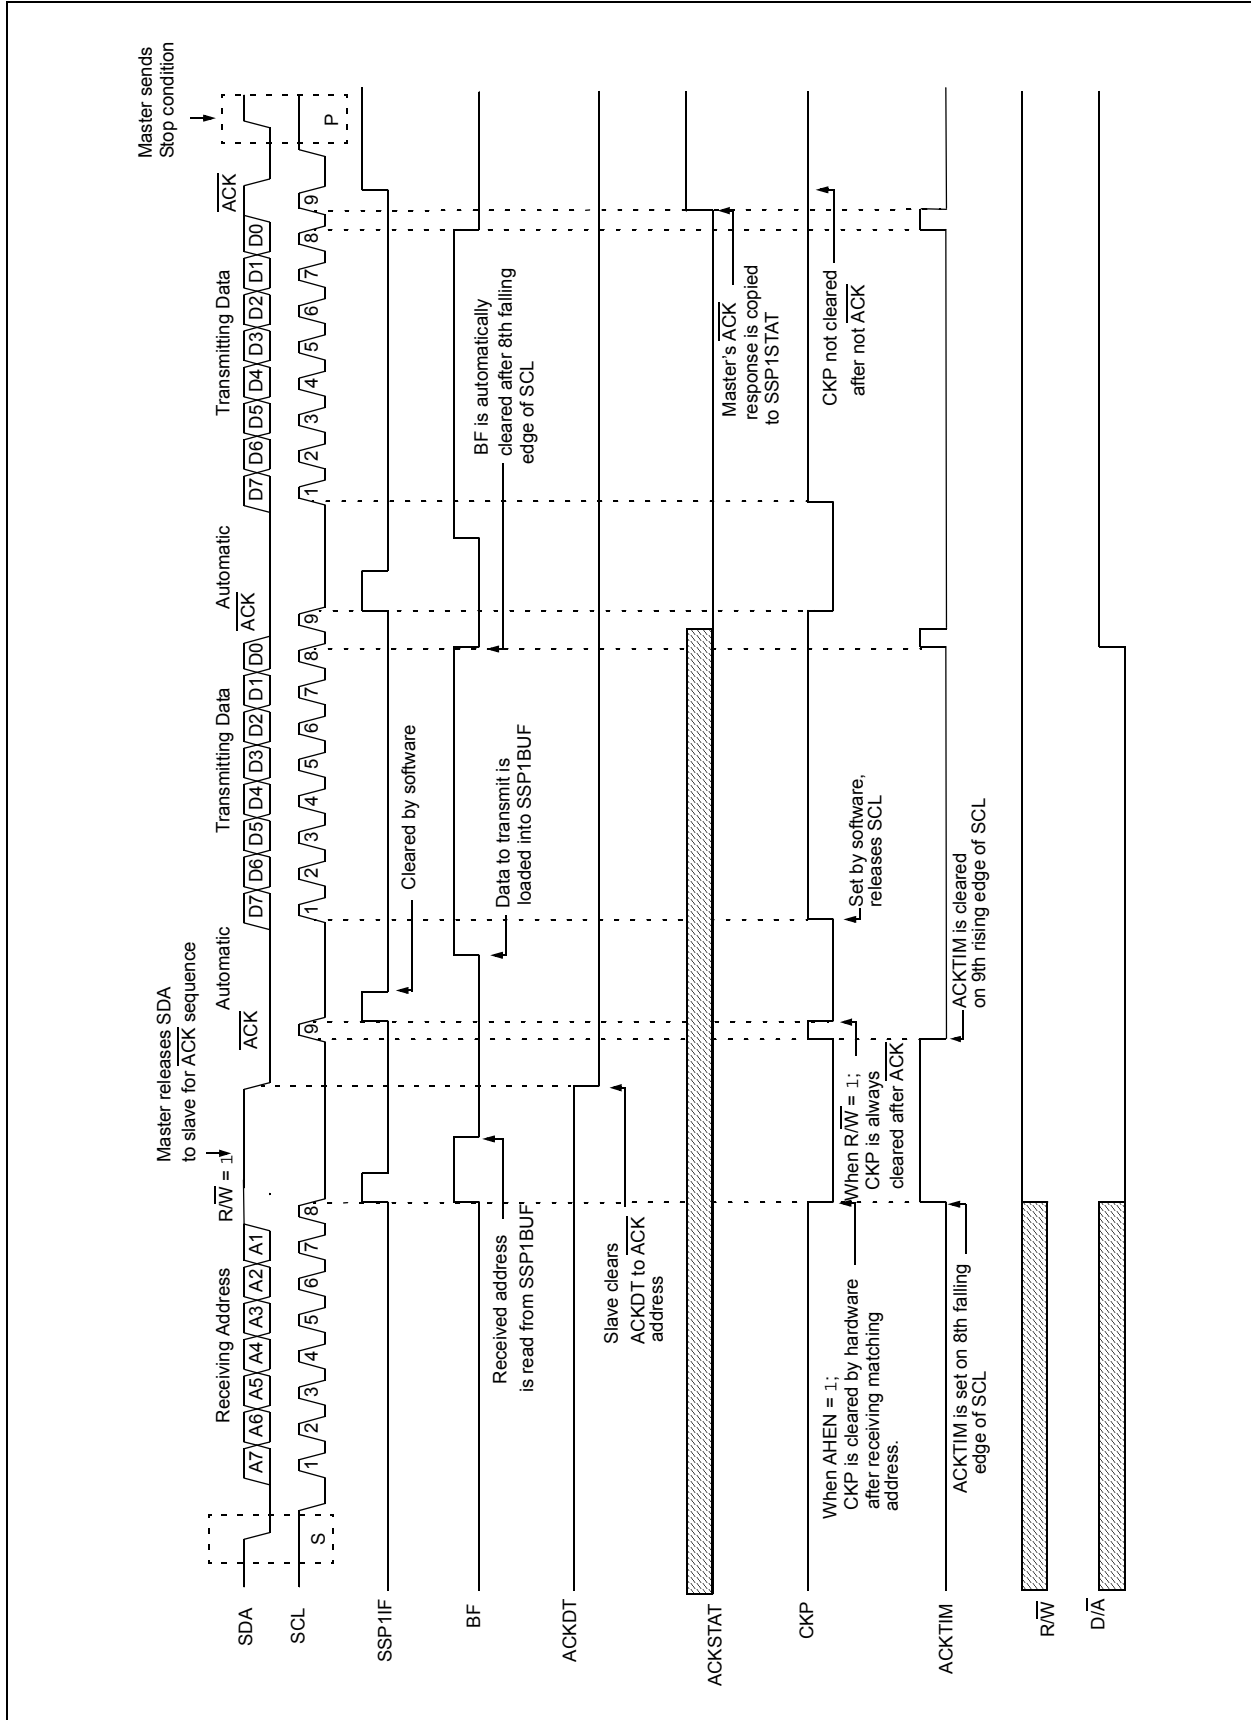 Master releases SDA
to slave for ACK sequence
Master sends
Stop condition
Receiving Address
R/W = 1
Automatic
Transmitting Data
Automatic
Transmitting Data
ACK
ACK
ACK
SDA
A7 A6 A5 A4 A3 A2 A1
D7 D6 D5 D4 D3 D2 D1 D0
D7 D6 D5 D4 D3 D2 D1 D0
SCL
1 2 3 4 5 6 7 8 9
1 2 3 4 5 6 7 8 9
1 2 3 4 5 6 7 8 9
S
P
SSP1IF
Cleared by software
BF
Received address
is read from SSP1BUF
Data to transmit is
loaded into SSP1BUF
BF is automatically
cleared after 8th falling
edge of SCL
ACKDT
Slave clears
ACKDT to ACK
address
ACKSTAT
Master's ACK
response is copied
to SSP1STAT
CKP
When AHEN = 1;
CKP is cleared by hardware
after receiving matching
address.
When R/W = 1;
CKP is always
cleared after ACK
Set by software,
releases SCL
CKP not cleared
after not ACK
ACKTIM
ACKTIM is set on 8th falling
edge of SCL
ACKTIM is cleared
on 9th rising edge of SCL
R/W
D/A